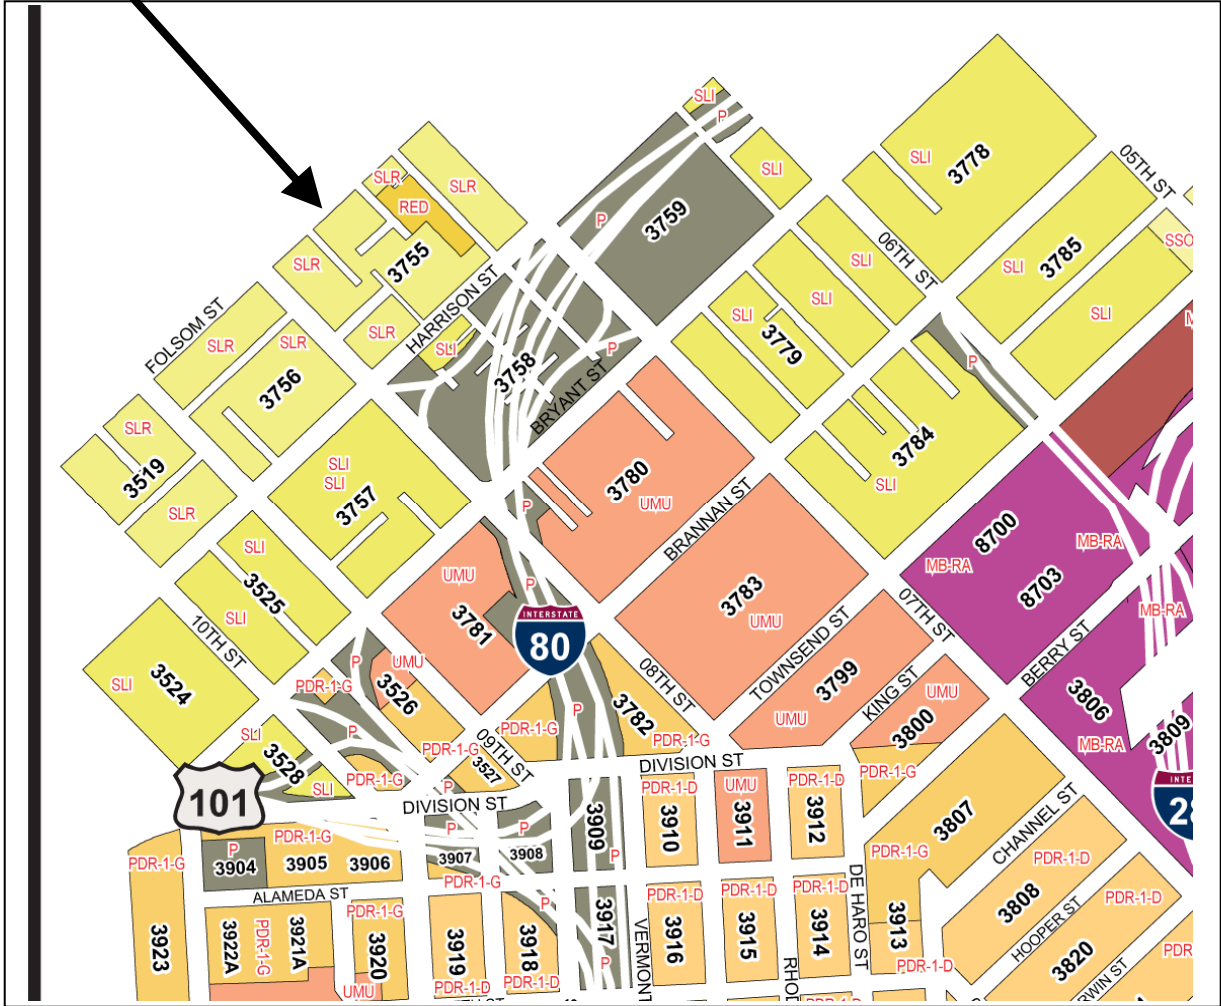 SLI
P
SLR
SLR
SLI
SLI
3778
05TH ST
RED
3759
P
SLR
3755
06TH ST
SLI
SLI
3785
SSO
FOLSOM ST
HARRISON ST
SLI
SLI
SLI
SLR
SLR
SLR
SLI
3779
3756
3758
P
P
BRYANT ST
SLR
3519
SLI
SLI
3757
3780
UMU
3784
SLI
SLR
P
BRANNAN ST
8700
MB-RA
MB-RA
8703
SLI
3525
SLI
UMU
3781
P
INTERSTATE
80
3783
UMU
07TH ST
MB-RA
10TH ST
3524
SLI
P
UMU
PDR-1-G
3526
08TH ST
TOWNSEND ST
3799
UMU
KING ST
UMU
3800
BERRY ST
3806
MB-RA
3809
SLI
3528
SLI
P
PDR-1-G
PDR-1-G
09TH ST
3527
PDR-1-G
P
3782
PDR-1-G
DIVISION ST
PDR-1-G
INTE
28
101
DIVISION ST
P
P
P
P
3909
PDR-1-D
3910
UMU
3911
PDR-1-D
3912
3807
CHANNEL ST
PDR-1-G
PDR-1-G
P
3904
PDR-1-G
3905
3906
3907
3908
PDR-1-G
PDR-1-D
3808
ALAMEDA ST
PDR-1-G
P
3917
P
PDR-1-D
3916
PDR-1-D
3915
PDR-1-D
3914
DE HARO ST
3913
PDR-1-D
HOOPER ST
PDR-1-D
3820
3923
3922A
PDR-1-G
3921A
3920
UMU
3919
3918
PDR-1-D
VERMONT
PDR